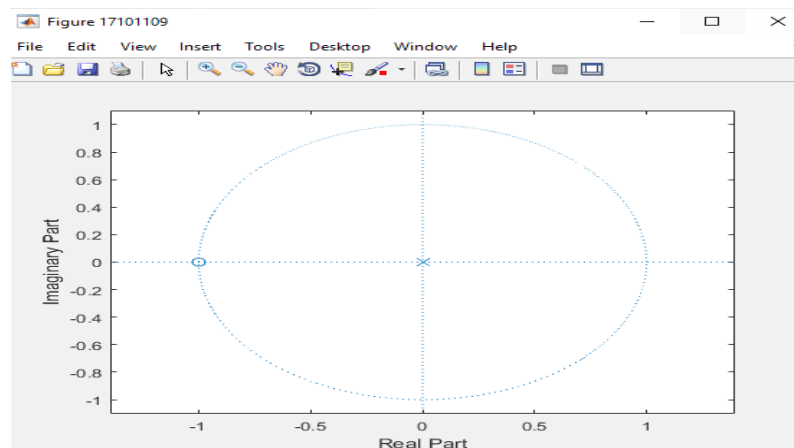 Figure 17101109
File Edit View Insert Tools Desktop Window Help
1
0.8
0.6
0.4
0.2
0
-0.2
-0.4
-0.6
-0.8
-1
Imaginary Part
-1 -0.5 0 0.5 1
Real Part